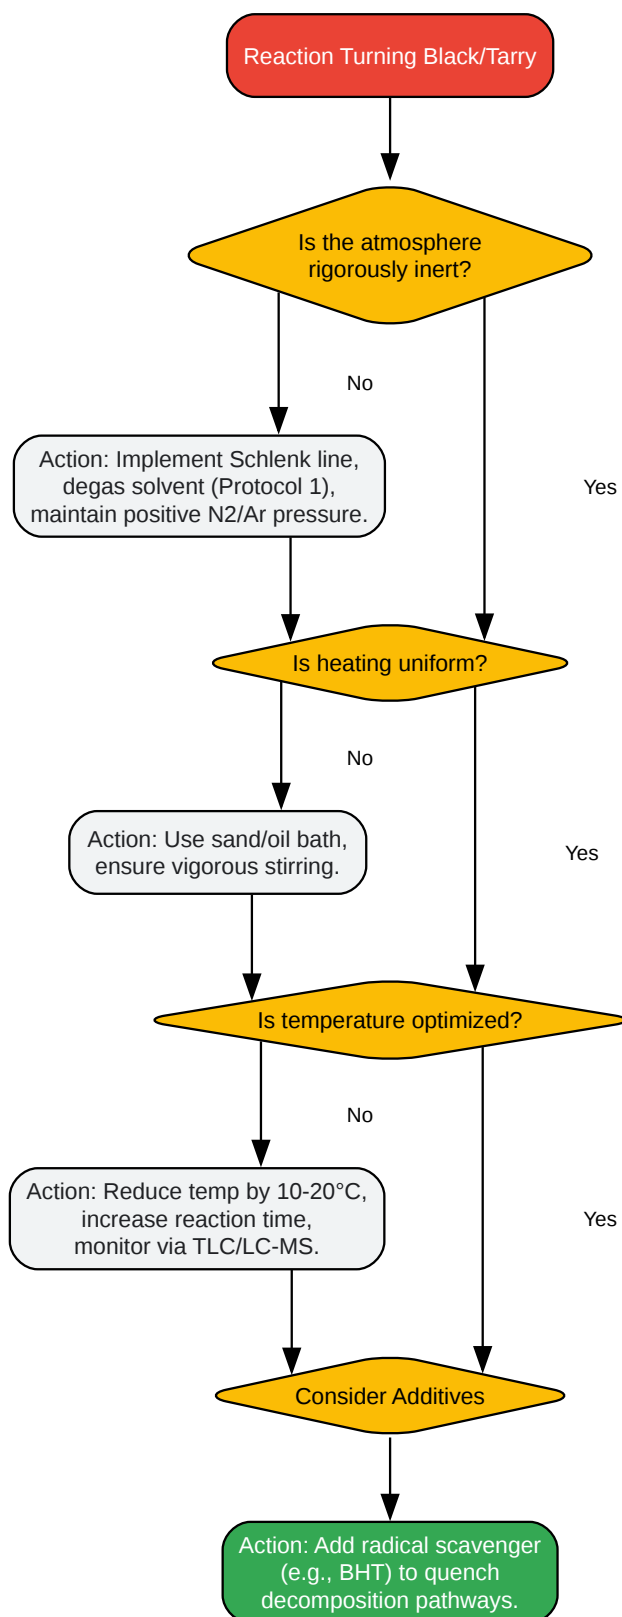 Reaction Turning Black/Tarry
Is the atmosphere
rigorously inert?
No
Action: Implement Schlenk line,
degas solvent (Protocol 1),
maintain positive N2/Ar pressure.
Yes
Is heating uniform?
No
Action: Use sand/oil bath,
ensure vigorous stirring.
Yes
Is temperature optimized?
No
Action: Reduce temp by 10-20°C,
increase reaction time,
monitor via TLC/LC-MS.
Yes
Consider Additives
Action: Add radical scavenger
(e.g., BHT) to quench
decomposition pathways.